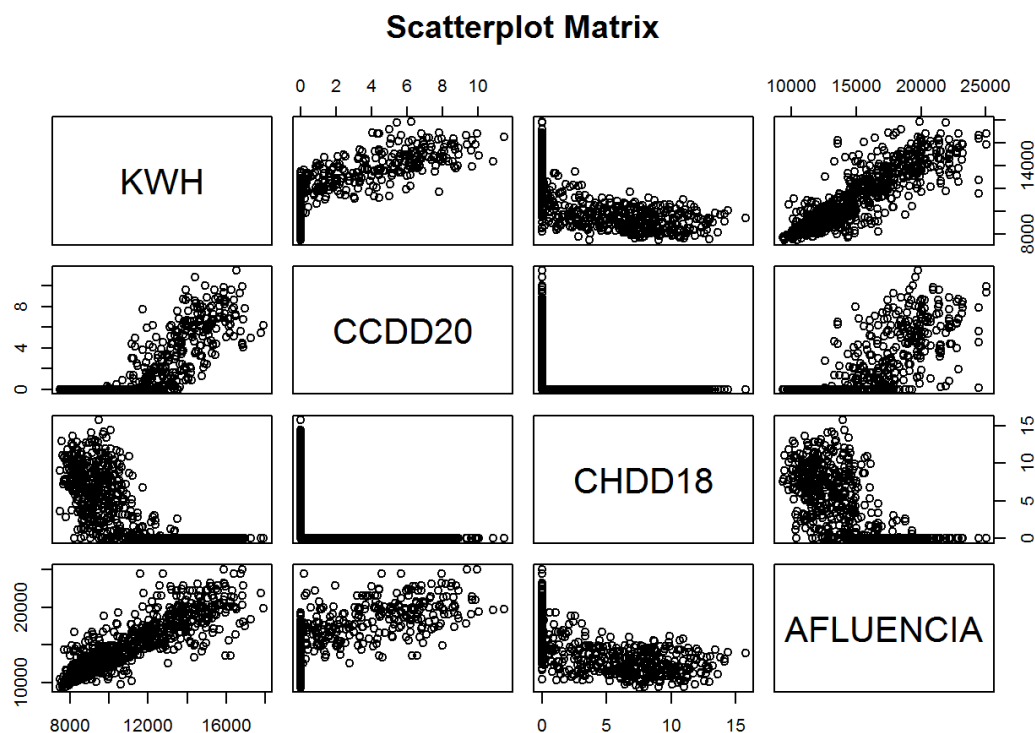 Scatterplot Matrix
0 2 4 6 8 10
10000 15000 20000 25000
KWH
8000 14000
0 4 8
CCDD20
CHDD18
0 5 10 15
10000 20000
AFLUENCIA
8000 12000 16000
0 5 10 15